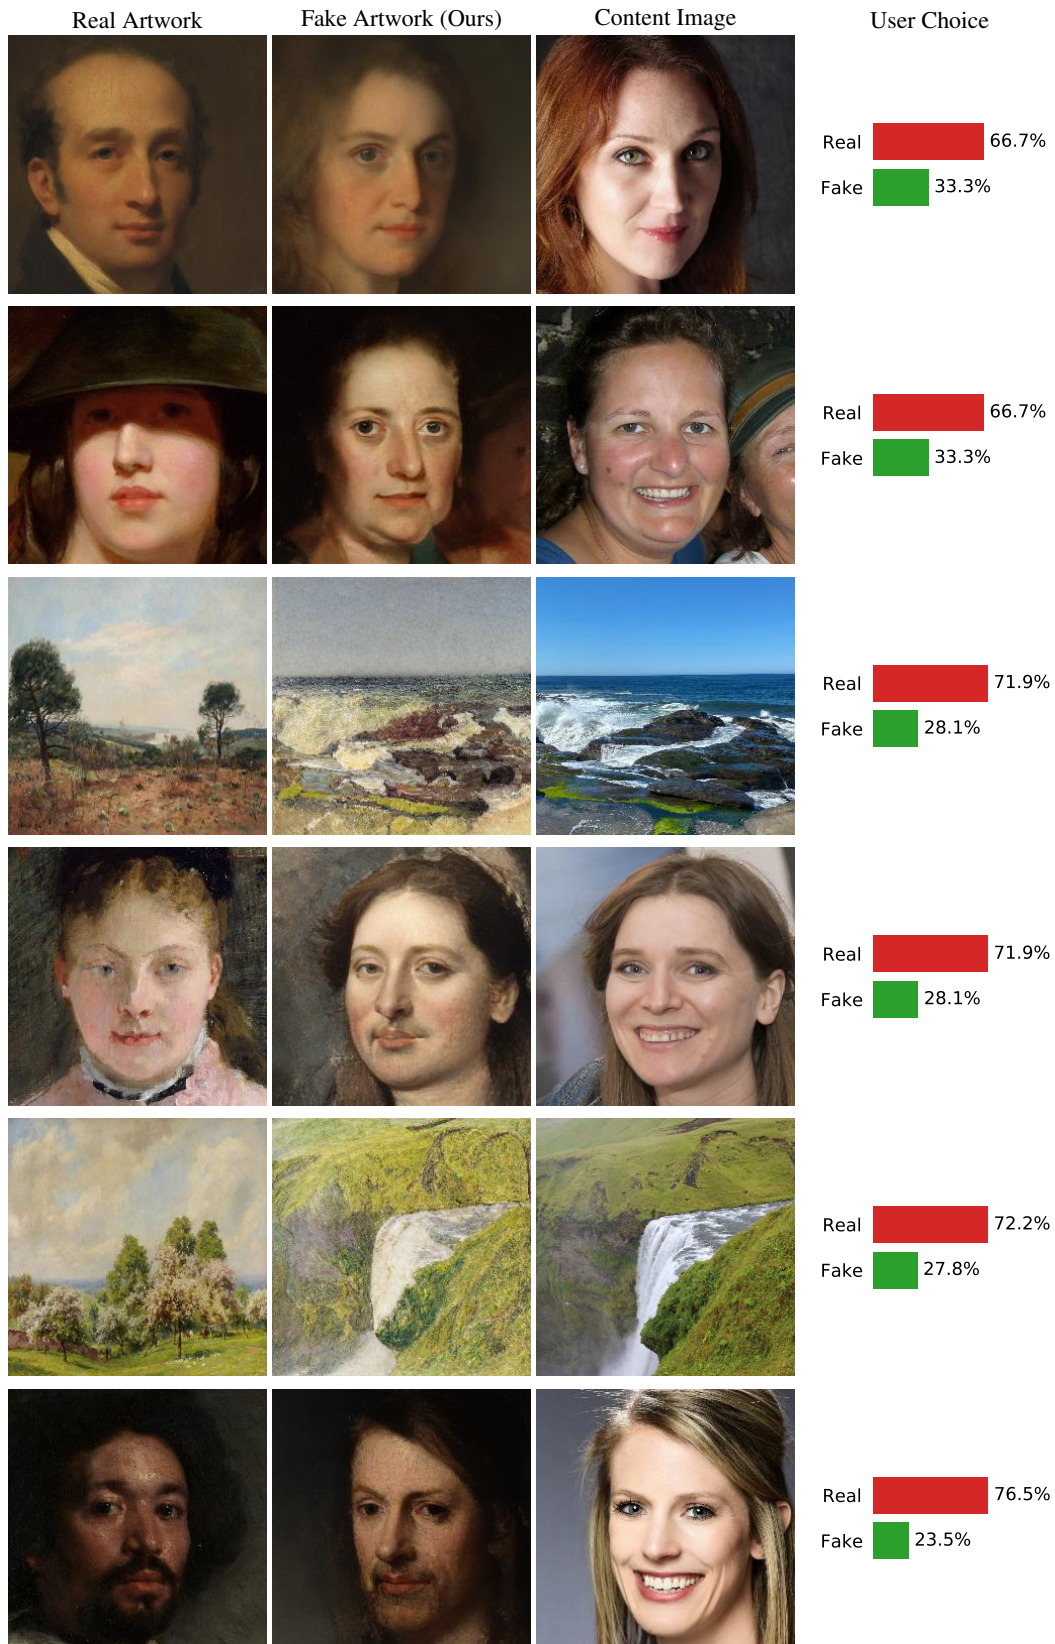 Real Artwork Fake Artwork (Ours) Content Image User Choice
Real 66.7%
Fake 33.3%
Real 66.7%
Fake 33.3%
Real 71.9%
Fake 28.1%
Real 71.9%
Fake 28.1%
Real 72.2%
Fake 27.8%
Real 76.5%
Fake 23.5%